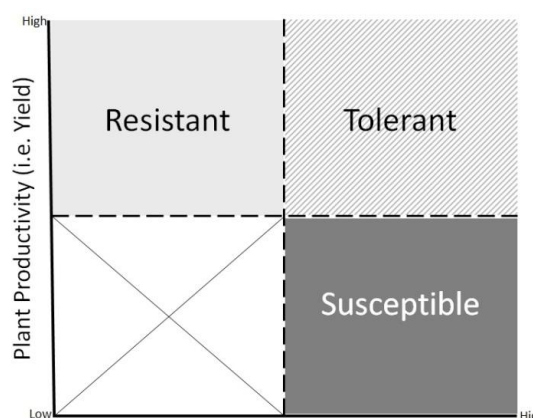 High
Plant Productivity (i.e. Yield)
Resistant
Tolerant
Susceptible
Low